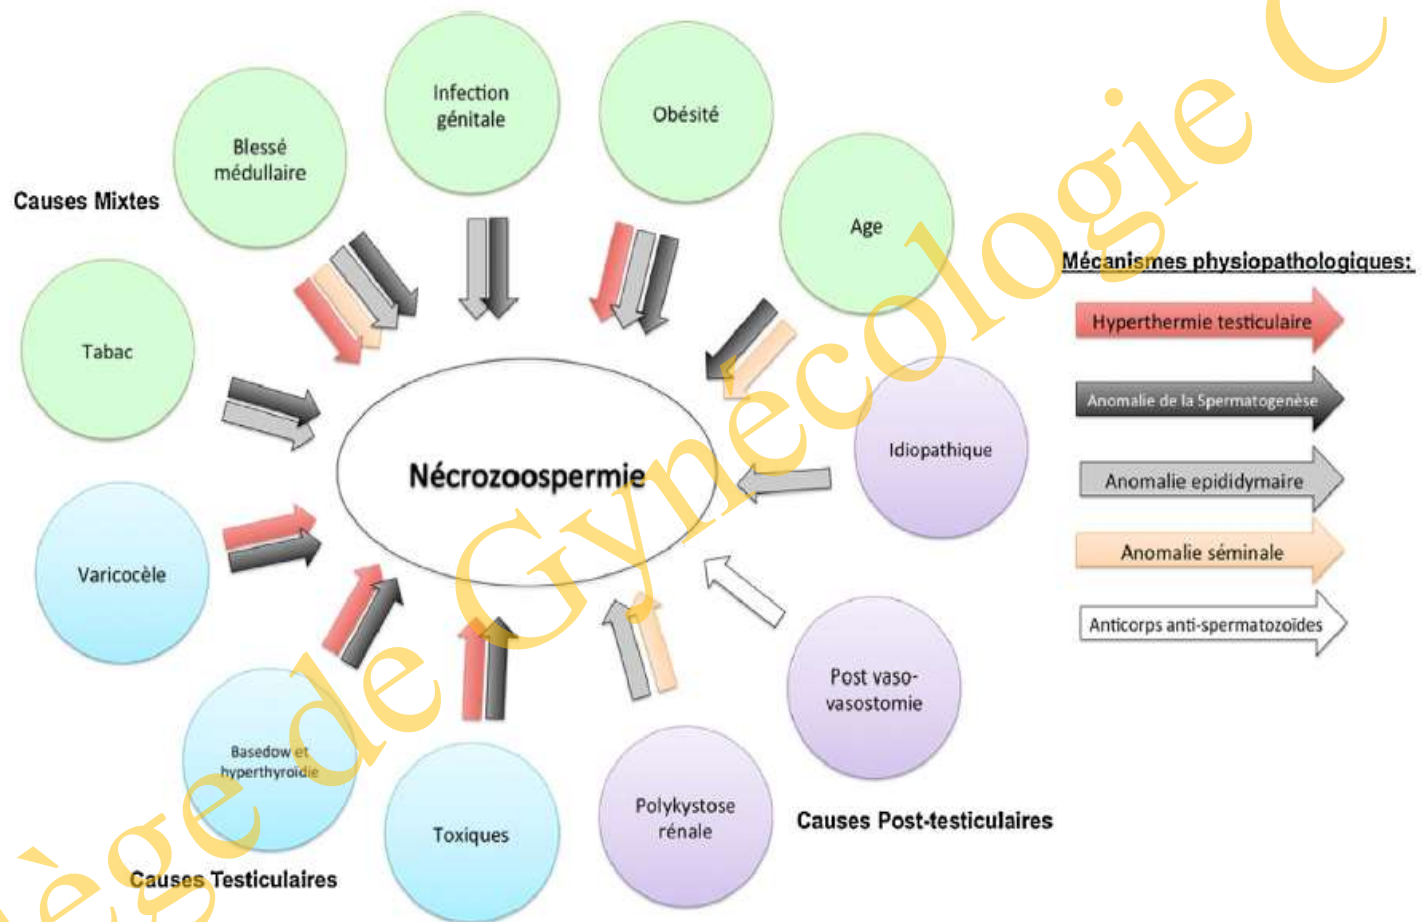 Infection
génitale
Obésité
Blessé
médullaire
Causes Mixtes
Age
Tabac
Mécanismes physiopathologiques:
Hyperthermie testiculaire
Anomalie de la Spermatogenèse
Anomalie epididymaire
Anomalie séminale
Anticorps anti-spermatozoïdes
Idiopathique
Nécrozoospermie
Varicocèle
Post vaso-
vasostomie
Basedow et
hyperthyroïdie
Toxiques
Polykystose
rénale
Causes Post-testiculaires
Causes Testiculaires
ège de Gynécologie C